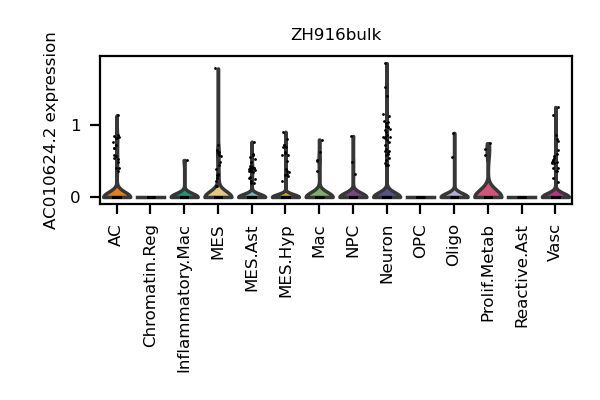 ZH916bulk
AC010624.2 expression
1
0
AC
Chromatin.Reg
Inflammatory.Mac
MES
MES.Ast
MES.Hyp
Mac
NPC
Neuron
OPC
Oligo
Prolif.Metab
Reactive.Ast
Vasc